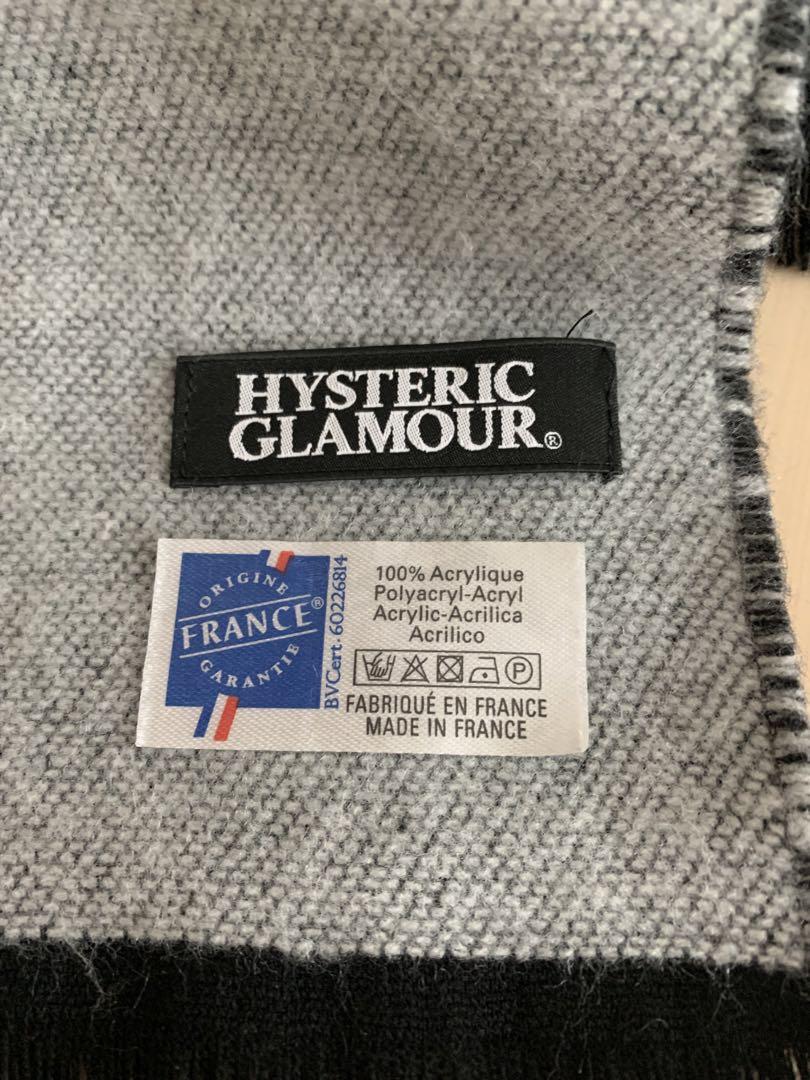 HYSTERIC
GLAMOUR®
ORIGINE
FRANCE®
GARANTIE
BVCert. 60226814
100% Acrylique
Polyacryl-Acryl
Acrylic-Acrilica
Acrilico
P
FABRIQUÉ EN FRANCE
MADE IN FRANCE